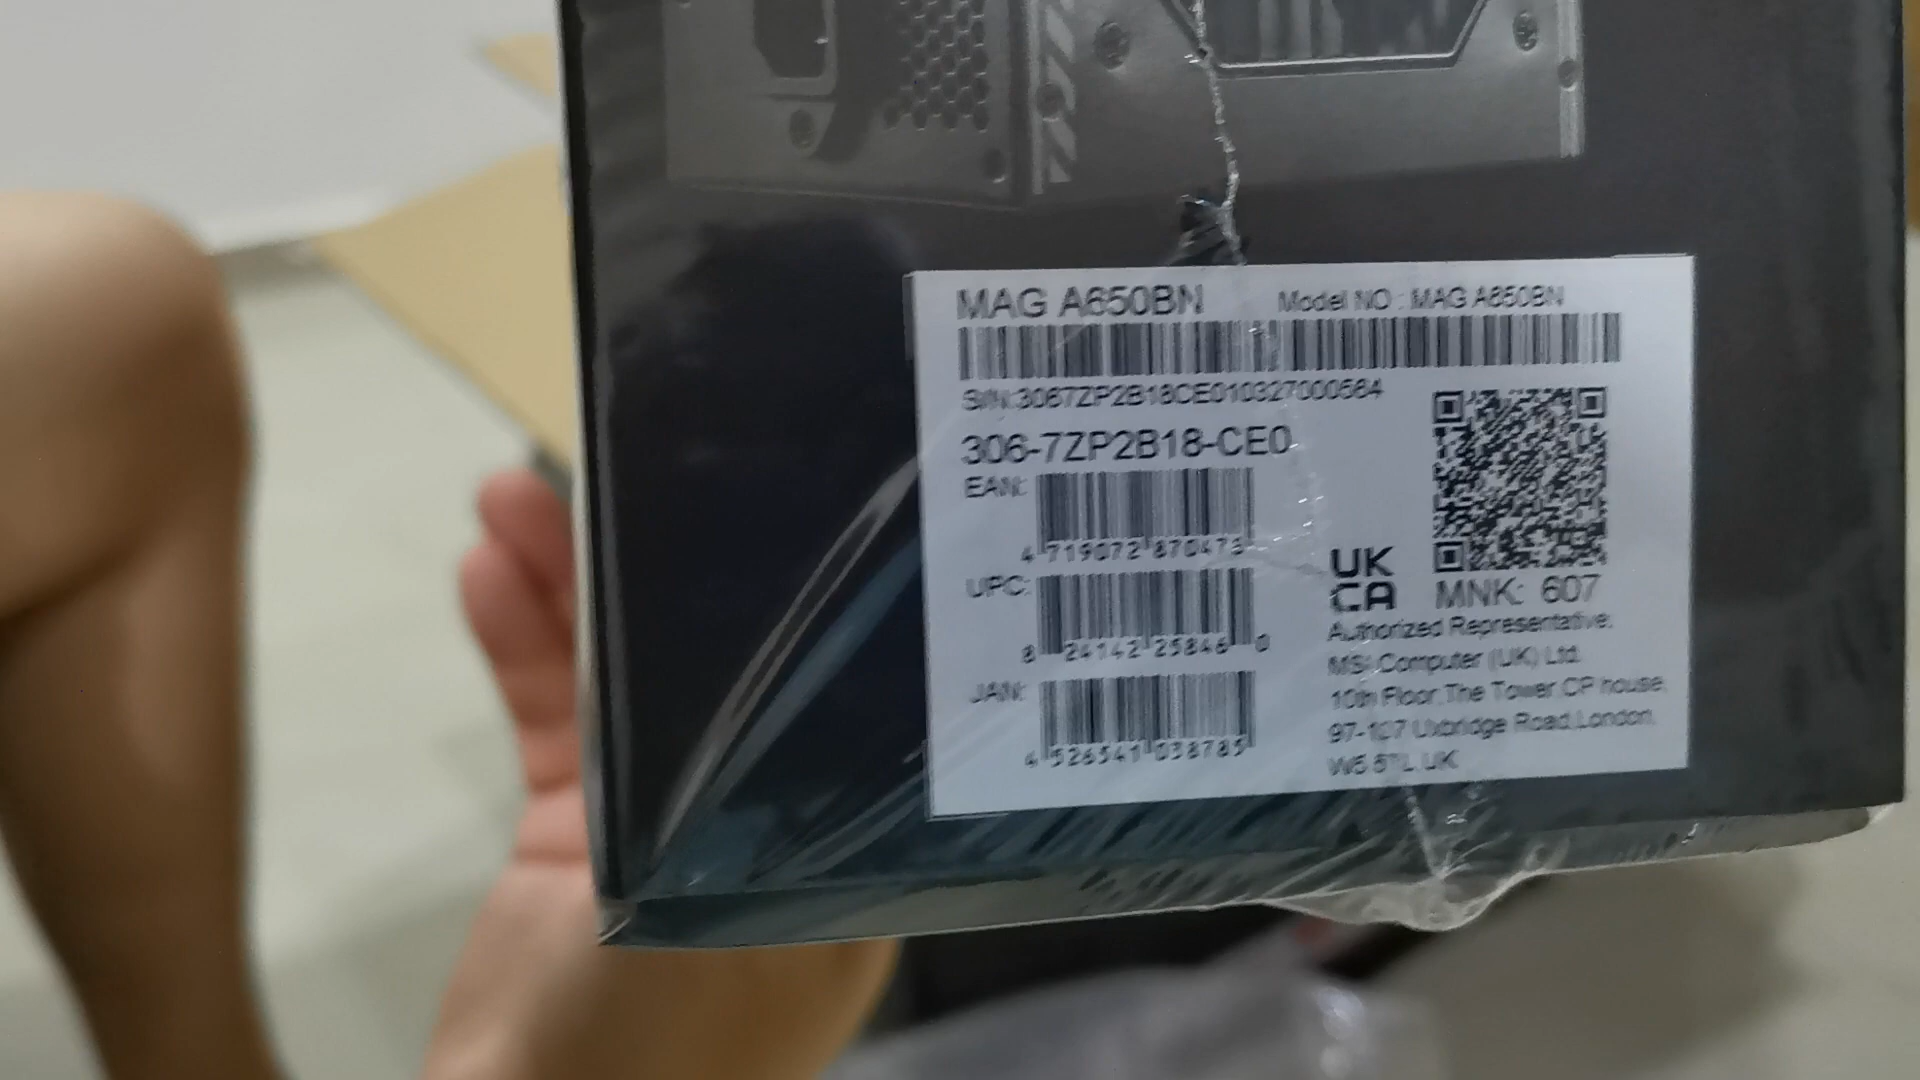 MAG A650BN Model NO : MAG A650BN
S/N:3067ZP2B18CE010327000564
306-7ZP2B18-CE0
EAN:
4 719072 870473
UPC:
8 24142 25846 0
JAN:
4 526541 038785
UK
CA
MNK: 607
Authorized Representative:
MSI Computer (UK) Ltd.
10th Floor,The Tower,CP house,
97-107 Uxbridge Road,London,
W5 5TL,UK